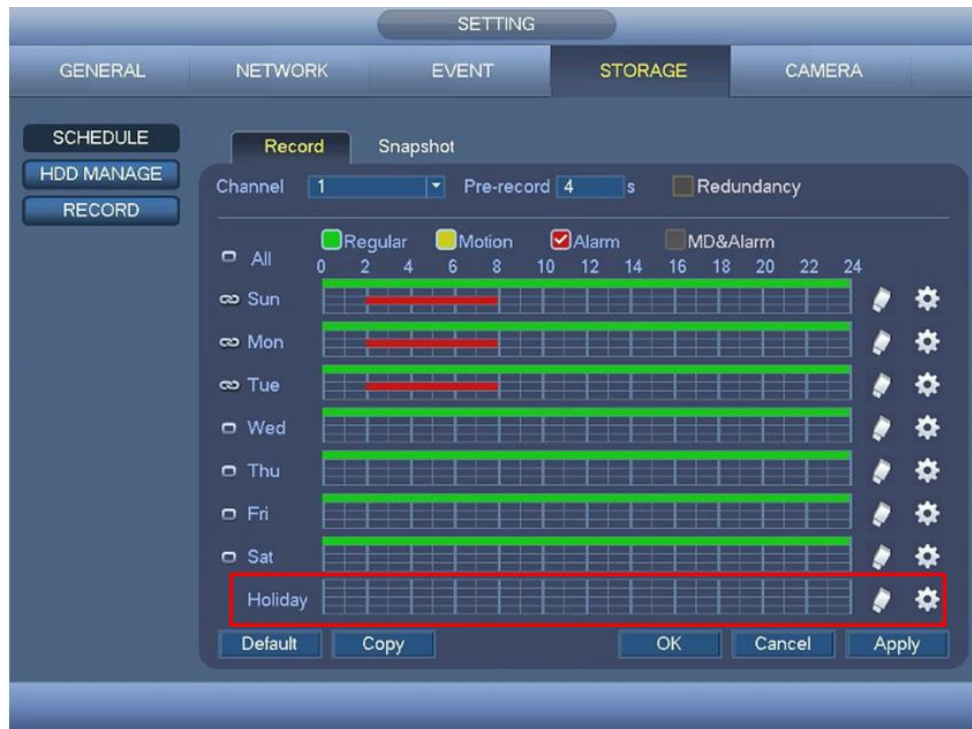 SETTING
GENERAL NETWORK EVENT STORAGE CAMERA
SCHEDULE
HDD MANAGE
RECORD
Record Snapshot
Channel 1 Pre-record 4 s Redundancy
All Regular Motion Alarm MD&Alarm
0 2 4 6 8 10 12 14 16 18 20 22 24
Sun
Mon
Tue
Wed
Thu
Fri
Sat
Holiday
Default Copy OK Cancel Apply